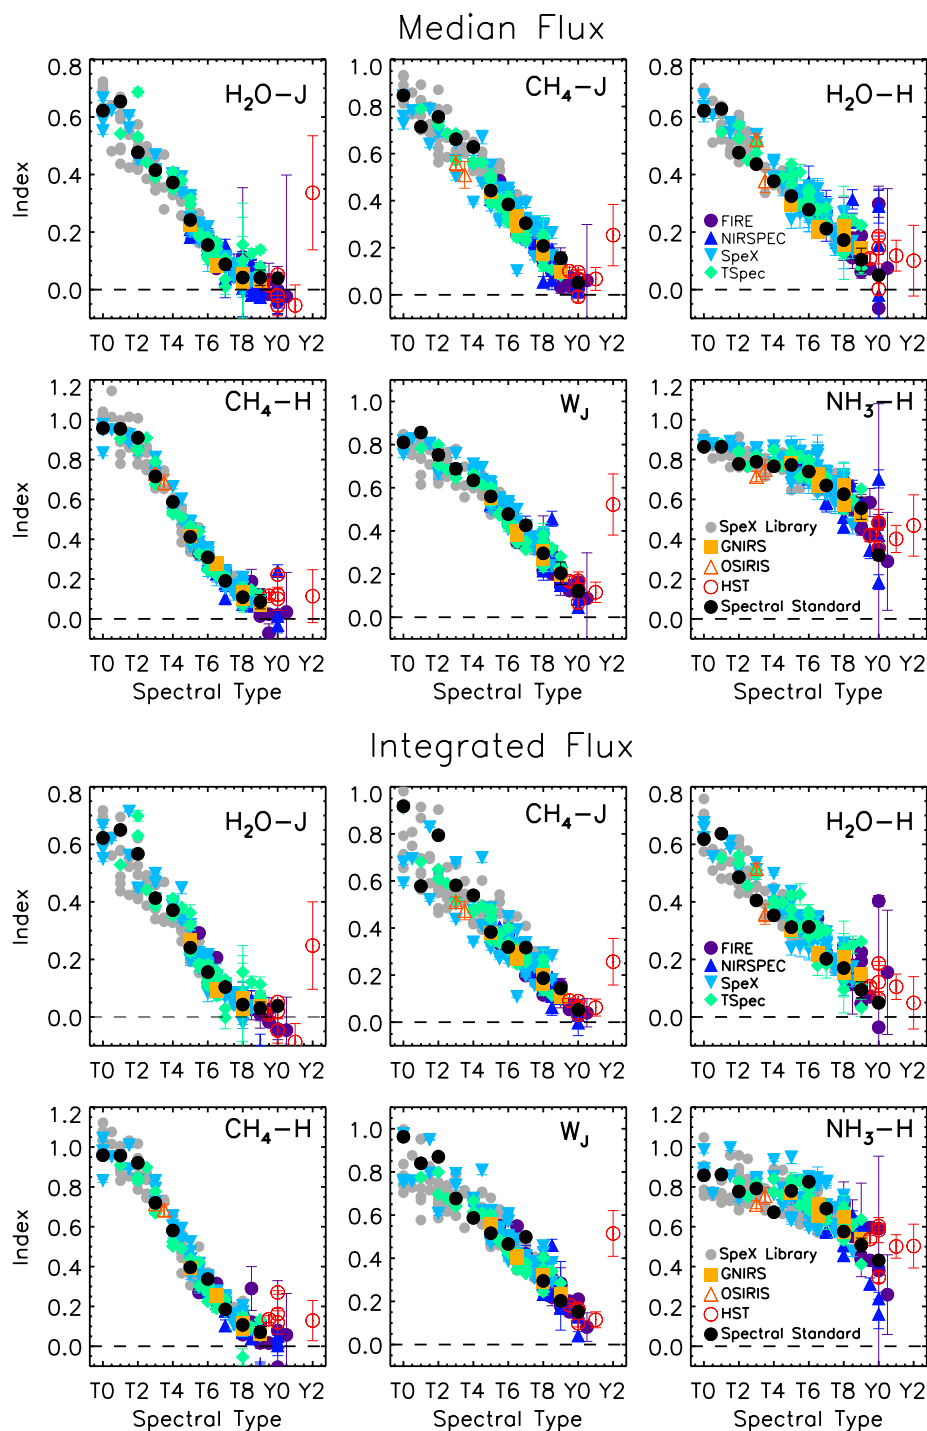 Median Flux
H₂O−J
CH₄−J
H₂O−H
Index
0.8
0.6
0.4
0.2
0.0
T0 T2 T4 T6 T8 Y0 Y2
1.0
0.8
0.6
0.4
0.2
0.0
T0 T2 T4 T6 T8 Y0 Y2
0.8
0.6
0.4
0.2
0.0
T0 T2 T4 T6 T8 Y0 Y2
FIRE
NIRSPEC
SpeX
TSpec
CH₄−H
W_J
NH₃−H
Index
1.2
1.0
0.8
0.6
0.4
0.2
0.0
T0 T2 T4 T6 T8 Y0 Y2
Spectral Type
1.0
0.8
0.6
0.4
0.2
0.0
T0 T2 T4 T6 T8 Y0 Y2
Spectral Type
1.2
1.0
0.8
0.6
0.4
0.2
0.0
T0 T2 T4 T6 T8 Y0 Y2
Spectral Type
SpeX Library
GNIRS
OSIRIS
HST
Spectral Standard
Integrated Flux
H₂O−J
CH₄−J
H₂O−H
Index
0.8
0.6
0.4
0.2
0.0
T0 T2 T4 T6 T8 Y0 Y2
1.0
0.8
0.6
0.4
0.2
0.0
T0 T2 T4 T6 T8 Y0 Y2
0.8
0.6
0.4
0.2
0.0
T0 T2 T4 T6 T8 Y0 Y2
FIRE
NIRSPEC
SpeX
TSpec
CH₄−H
W_J
NH₃−H
Index
1.2
1.0
0.8
0.6
0.4
0.2
0.0
T0 T2 T4 T6 T8 Y0 Y2
Spectral Type
1.0
0.8
0.6
0.4
0.2
0.0
T0 T2 T4 T6 T8 Y0 Y2
Spectral Type
1.2
1.0
0.8
0.6
0.4
0.2
0.0
T0 T2 T4 T6 T8 Y0 Y2
Spectral Type
SpeX Library
GNIRS
OSIRIS
HST
Spectral Standard